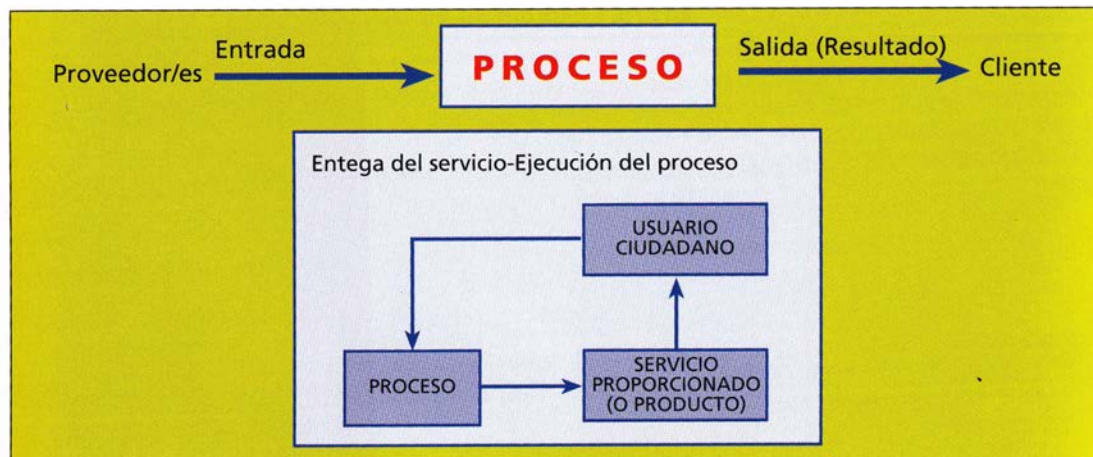 Proveedor/es
Entrada
PROCESO
Salida (Resultado)
Cliente
Entega del servicio-Ejecución del proceso
USUARIO
CIUDADANO
PROCESO
SERVICIO
PROPORCIONADO
(O PRODUCTO)